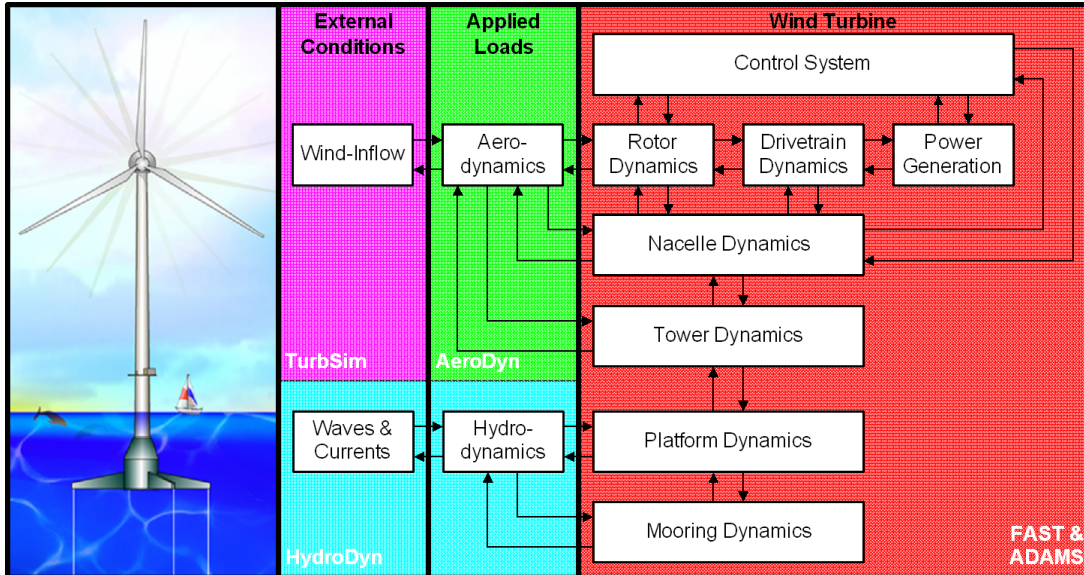 External
Conditions
Applied
Loads
Wind Turbine
Control System
Wind-Inflow
Aero-
dynamics
Rotor
Dynamics
Drivetrain
Dynamics
Power
Generation
Nacelle Dynamics
Tower Dynamics
TurbSim
AeroDyn
Waves &
Currents
Hydro-
dynamics
Platform Dynamics
Mooring Dynamics
HydroDyn
FAST &
ADAMS